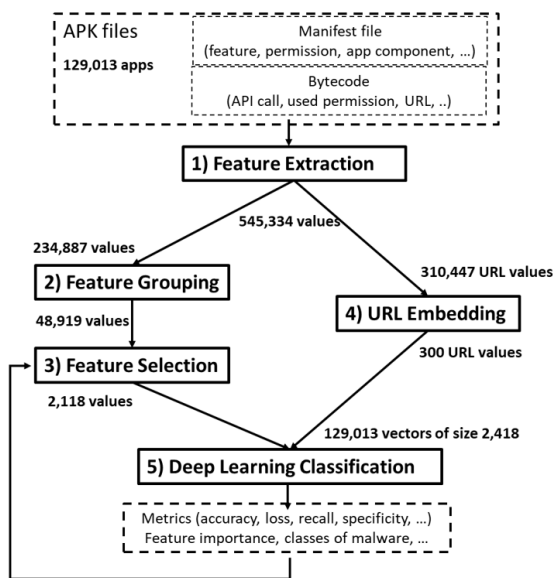 APK files
129,013 apps
Manifest file
(feature, permission, app component, ...)
Bytecode
(API call, used permission, URL, ..)
1) Feature Extraction
545,334 values
234,887 values
310,447 URL values
2) Feature Grouping
4) URL Embedding
48,919 values
300 URL values
3) Feature Selection
2,118 values
129,013 vectors of size 2,418
5) Deep Learning Classification
Metrics (accuracy, loss, recall, specificity, ...)
Feature importance, classes of malware, ...